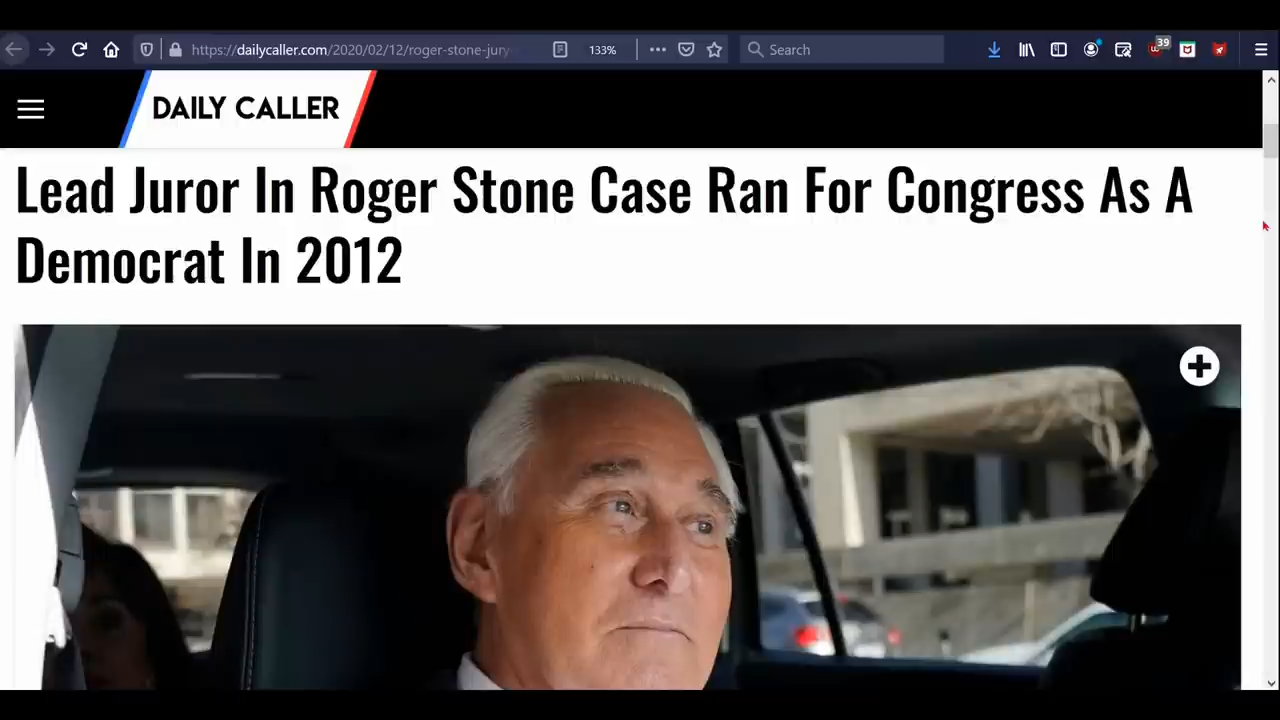 https://dailycaller.com/2020/02/12/roger-stone-jury
133%
Search
39
DAILY CALLER
Lead Juror In Roger Stone Case Ran For Congress As A
Democrat In 2012